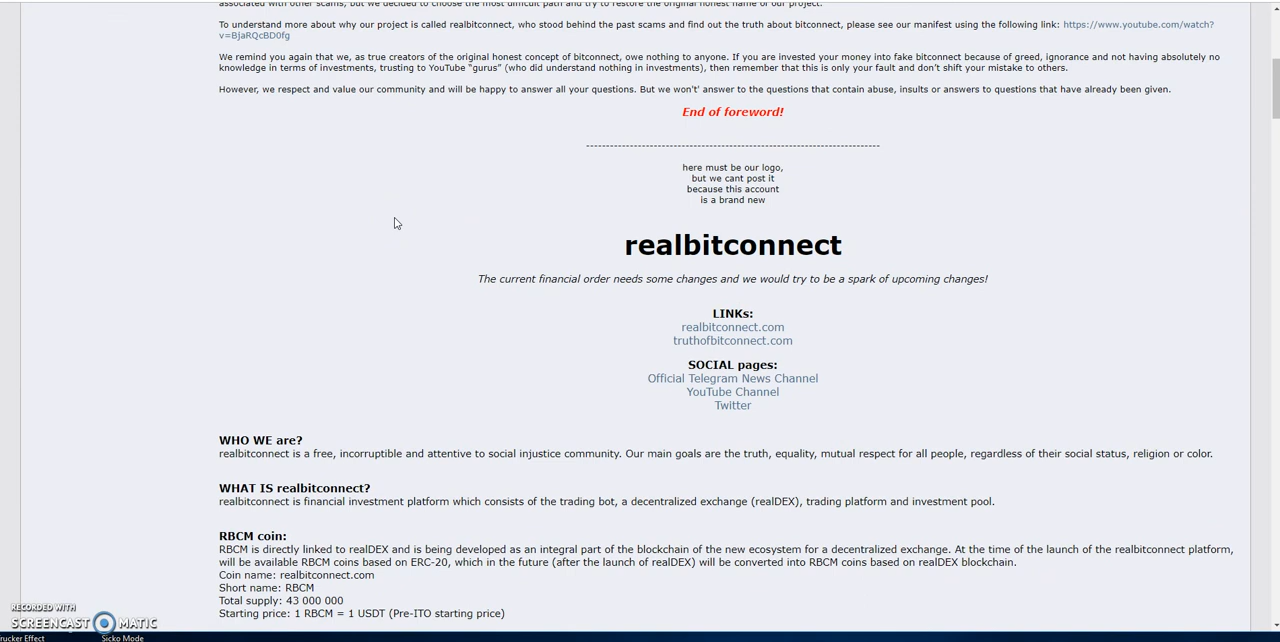 associated with other scams, but we decided to choose the most difficult path and try to restore the original honest name of our project.
To understand more about why our project is called realbitconnect, who stood behind the past scams and find out the truth about bitconnect, please see our manifest using the following link: https://www.youtube.com/watch?
v=BJaRQcBD0fg
We remind you again that we, as true creators of the original honest concept of bitconnect, owe nothing to anyone. If you are invested your money into fake bitconnect because of greed, ignorance and not having absolutely no
knowledge in terms of investments, trusting to YouTube “gurus” (who did understand nothing in investments), then remember that this is only your fault and don’t shift your mistake to others.
However, we respect and value our community and will be happy to answer all your questions. But we won't' answer to the questions that contain abuse, insults or answers to questions that have already been given.
End of foreword!
-------------------------------------------------------------------------
here must be our logo,
but we cant post it
because this account
is a brand new
realbitconnect
The current financial order needs some changes and we would try to be a spark of upcoming changes!
LINKs:
realbitconnect.com
truthofbitconnect.com
SOCIAL pages:
Official Telegram News Channel
YouTube Channel
Twitter
WHO WE are?
realbitconnect is a free, incorruptible and attentive to social injustice community. Our main goals are the truth, equality, mutual respect for all people, regardless of their social status, religion or color.
WHAT IS realbitconnect?
realbitconnect is financial investment platform which consists of the trading bot, a decentralized exchange (realDEX), trading platform and investment pool.
RBCM coin:
RBCM is directly linked to realDEX and is being developed as an integral part of the blockchain of the new ecosystem for a decentralized exchange. At the time of the launch of the realbitconnect platform,
will be available RBCM coins based on ERC-20, which in the future (after the launch of realDEX) will be converted into RBCM coins based on realDEX blockchain.
Coin name: realbitconnect.com
Short name: RBCM
Total supply: 43 000 000
Starting price: 1 RBCM = 1 USDT (Pre-ITO starting price)
RECORDED WITH
SCREENCAST MATIC
rucker Effect
Sicko Mode